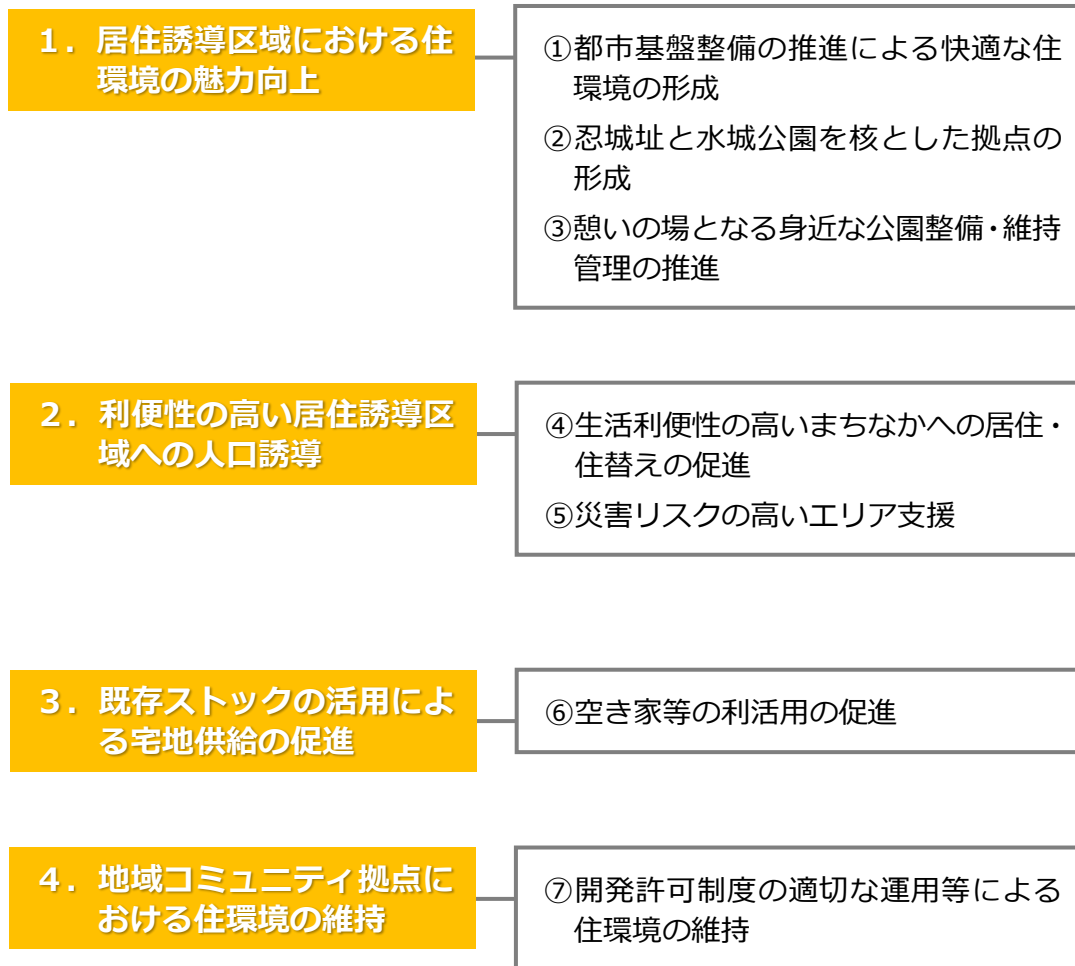 １．居住誘導区域における住
環境の魅力向上
①都市基盤整備の推進による快適な住
環境の形成
②忍城址と水城公園を核とした拠点の
形成
③憩いの場となる身近な公園整備・維持
管理の推進
２．利便性の高い居住誘導区
域への人口誘導
④生活利便性の高いまちなかへの居住・
住替えの促進
⑤災害リスクの高いエリア支援
３．既存ストックの活用によ
る宅地供給の促進
⑥空き家等の利活用の促進
４．地域コミュニティ拠点に
おける住環境の維持
⑦開発許可制度の適切な運用等による
住環境の維持